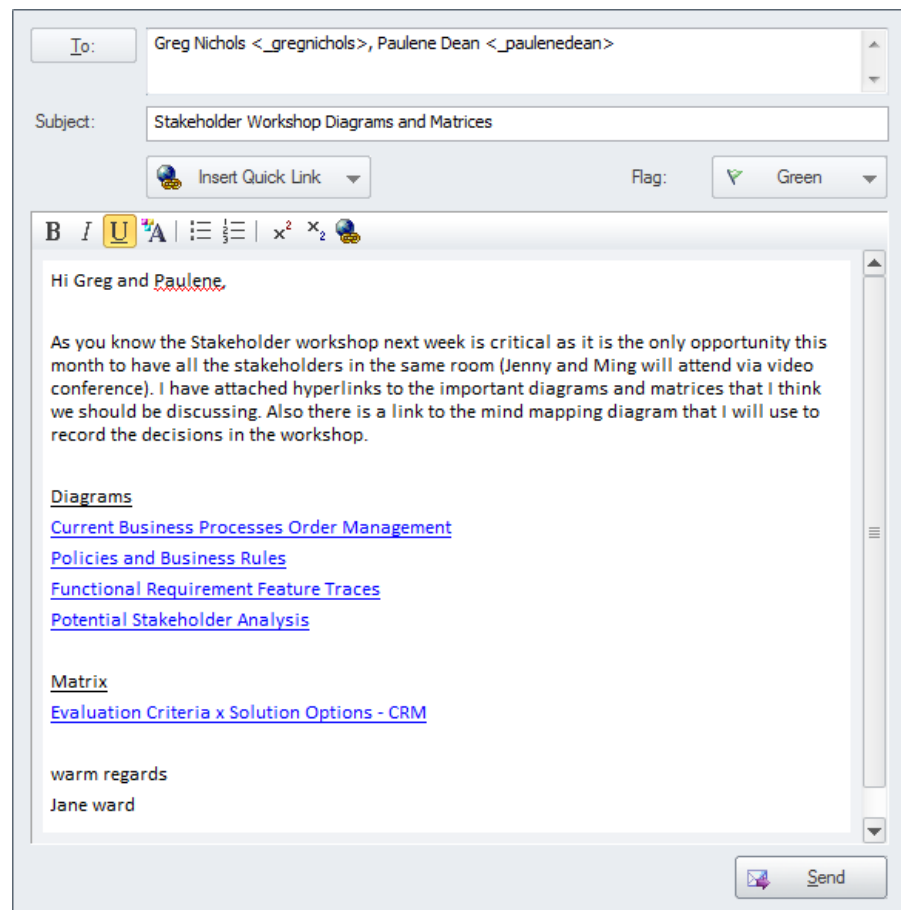 To:
Greg Nichols <_gregnichols>, Paulene Dean <_paulenedean>
Subject:
Stakeholder Workshop Diagrams and Matrices
Insert Quick Link
Flag:
Green
B I U A x² x₂
Hi Greg and Paulene,
As you know the Stakeholder workshop next week is critical as it is the only opportunity this
month to have all the stakeholders in the same room (Jenny and Ming will attend via video
conference). I have attached hyperlinks to the important diagrams and matrices that I think
we should be discussing. Also there is a link to the mind mapping diagram that I will use to
record the decisions in the workshop.
Diagrams
Current Business Processes Order Management
Policies and Business Rules
Functional Requirement Feature Traces
Potential Stakeholder Analysis
Matrix
Evaluation Criteria x Solution Options - CRM
warm regards
Jane ward
Send